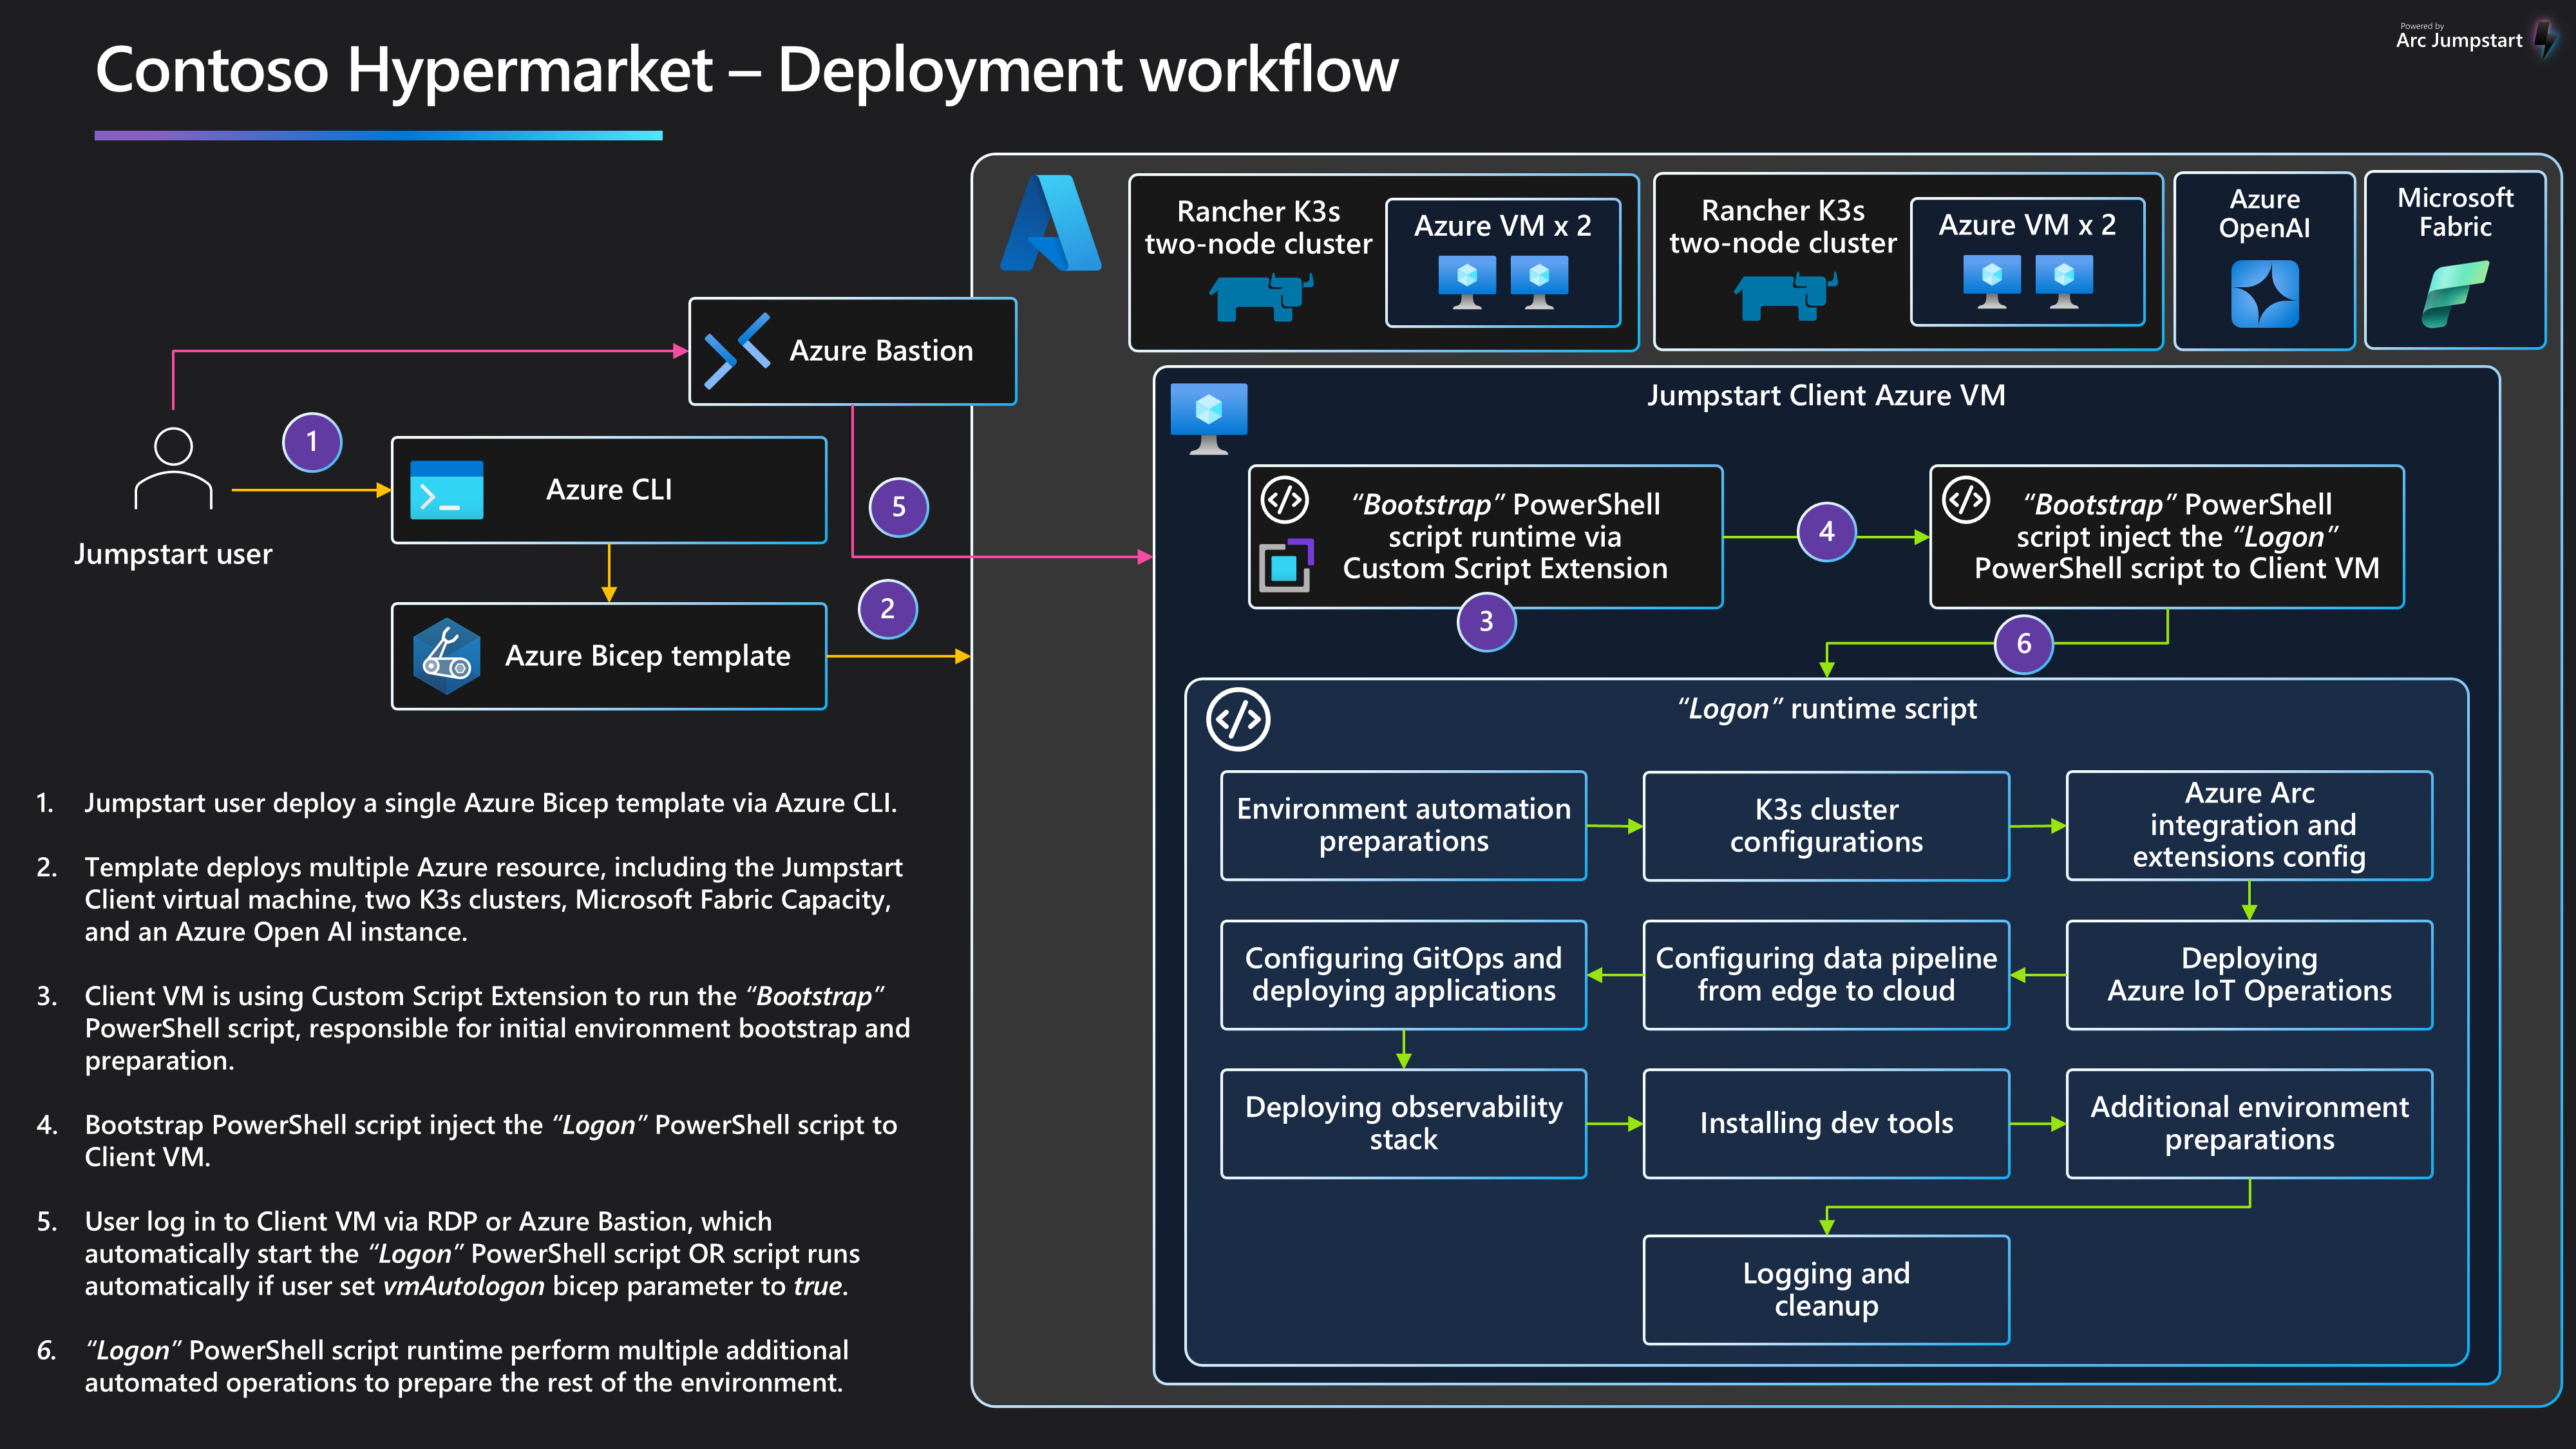 Powered by
Arc Jumpstart
Contoso Hypermarket – Deployment workflow
Rancher K3s
two-node cluster
Azure VM x 2
Rancher K3s
two-node cluster
Azure VM x 2
Azure
OpenAI
Microsoft
Fabric
Azure Bastion
1
Azure CLI
Jumpstart user
5
2
Azure Bicep template
Jumpstart Client Azure VM
“Bootstrap” PowerShell
script runtime via
Custom Script Extension
3
4
“Bootstrap” PowerShell
script inject the “Logon”
PowerShell script to Client VM
6
“Logon” runtime script
Environment automation
preparations
K3s cluster
configurations
Azure Arc
integration and
extensions config
Configuring GitOps and
deploying applications
Configuring data pipeline
from edge to cloud
Deploying
Azure IoT Operations
Deploying observability
stack
Installing dev tools
Additional environment
preparations
Logging and
cleanup
1. Jumpstart user deploy a single Azure Bicep template via Azure CLI.
2. Template deploys multiple Azure resource, including the Jumpstart
Client virtual machine, two K3s clusters, Microsoft Fabric Capacity,
and an Azure Open AI instance.
3. Client VM is using Custom Script Extension to run the “Bootstrap”
PowerShell script, responsible for initial environment bootstrap and
preparation.
4. Bootstrap PowerShell script inject the “Logon” PowerShell script to
Client VM.
5. User log in to Client VM via RDP or Azure Bastion, which
automatically start the “Logon” PowerShell script OR script runs
automatically if user set vmAutologon bicep parameter to true.
6. “Logon” PowerShell script runtime perform multiple additional
automated operations to prepare the rest of the environment.